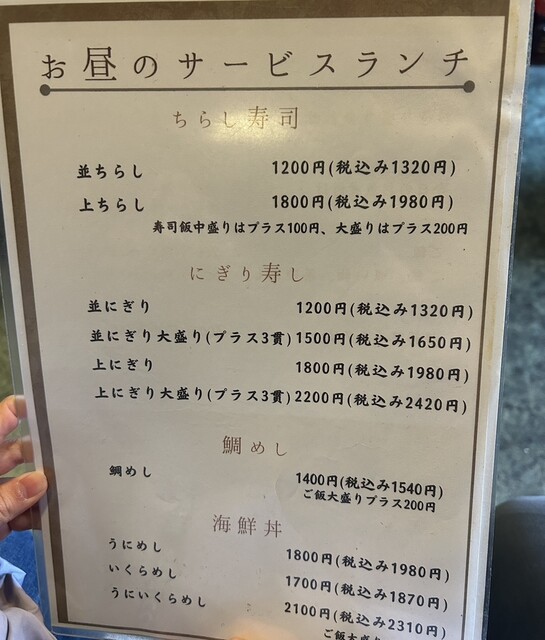 お昼のサービスランチ
ちらし寿司
並ちらし 1200円(税込み1320円)
上ちらし 1800円(税込み1980円)
寿司飯中盛りはプラス100円、大盛りはプラス200円
にぎり寿し
並にぎり 1200円(税込み1320円)
並にぎり大盛り(プラス3貫) 1500円(税込み1650円)
上にぎり 1800円(税込み1980円)
上にぎり大盛り(プラス3貫) 2200円(税込み2420円)
鯛めし
鯛めし 1400円(税込み1540円)
ご飯大盛りプラス200円
海鮮丼
うにめし 1800円(税込み1980円)
いくらめし 1700円(税込み1870円)
うにいくらめし 2100円(税込み2310円)
ご飯大盛